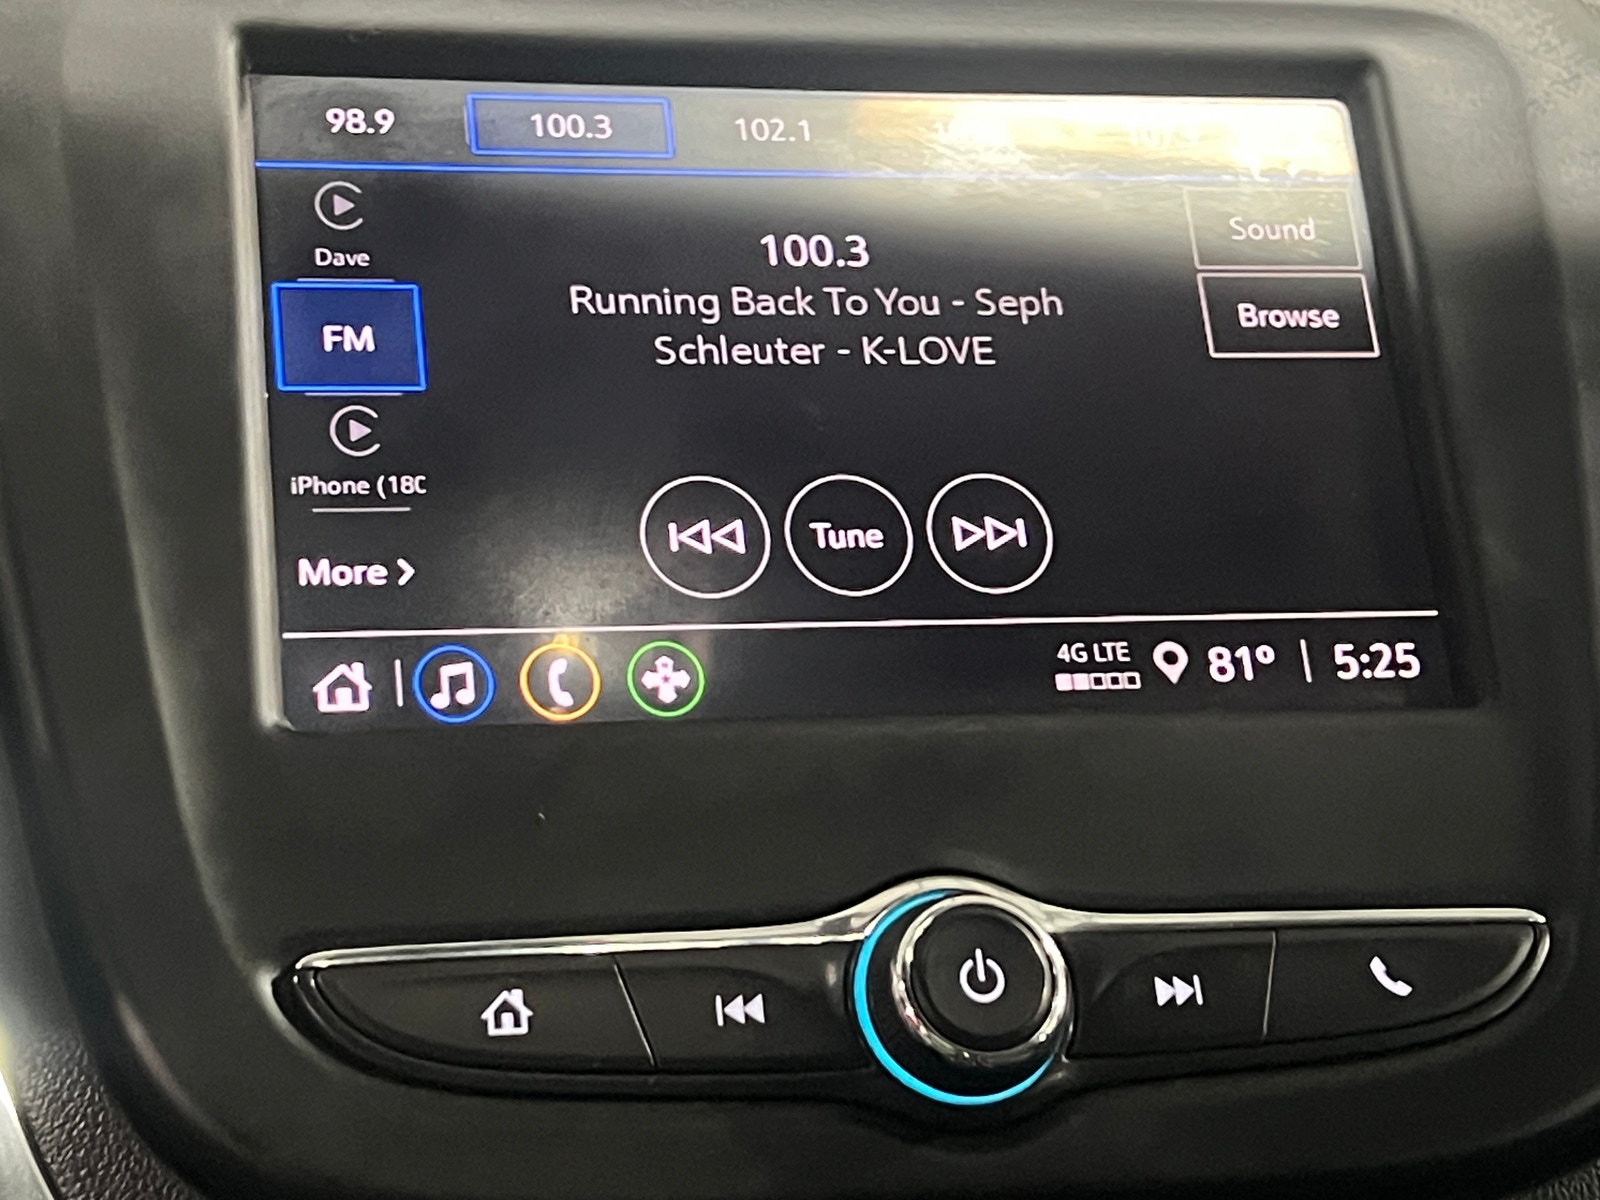 98.9
100.3
102.1
Dave
100.3
Sound
Running Back To You - Seph
Schleuter - K-LOVE
Browse
FM
iPhone (18C
Tune
More
4G LTE
81° | 5:25